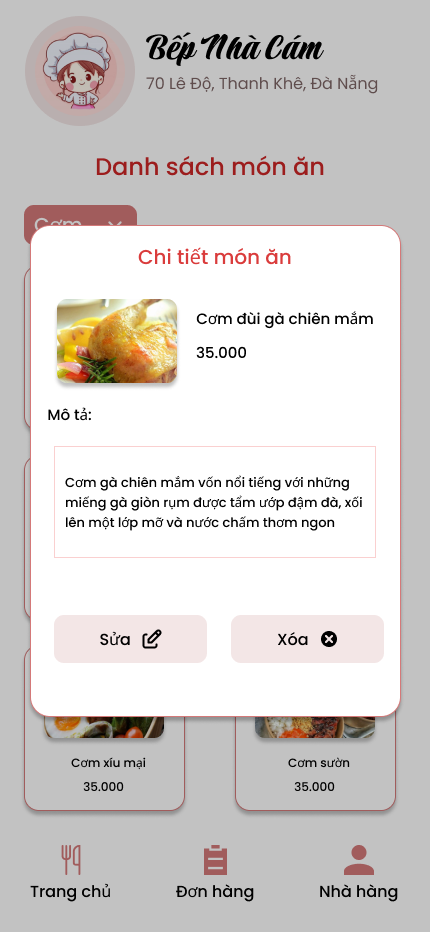 Bếp Nhà Cám
70 Lê Độ, Thanh Khê, Đà Nẵng
Danh sách món ăn
Cơm
Chi tiết món ăn
Cơm đùi gà chiên mắm
35.000
Mô tả:
Cơm gà chiên mắm vốn nổi tiếng với những
miếng gà giòn rụm được tẩm ướp đậm đà, xối
lên một lớp mỡ và nước chấm thơm ngon
Sửa
Xóa
Cơm xíu mại
35.000
Cơm sườn
35.000
Trang chủ
Đơn hàng
Nhà hàng